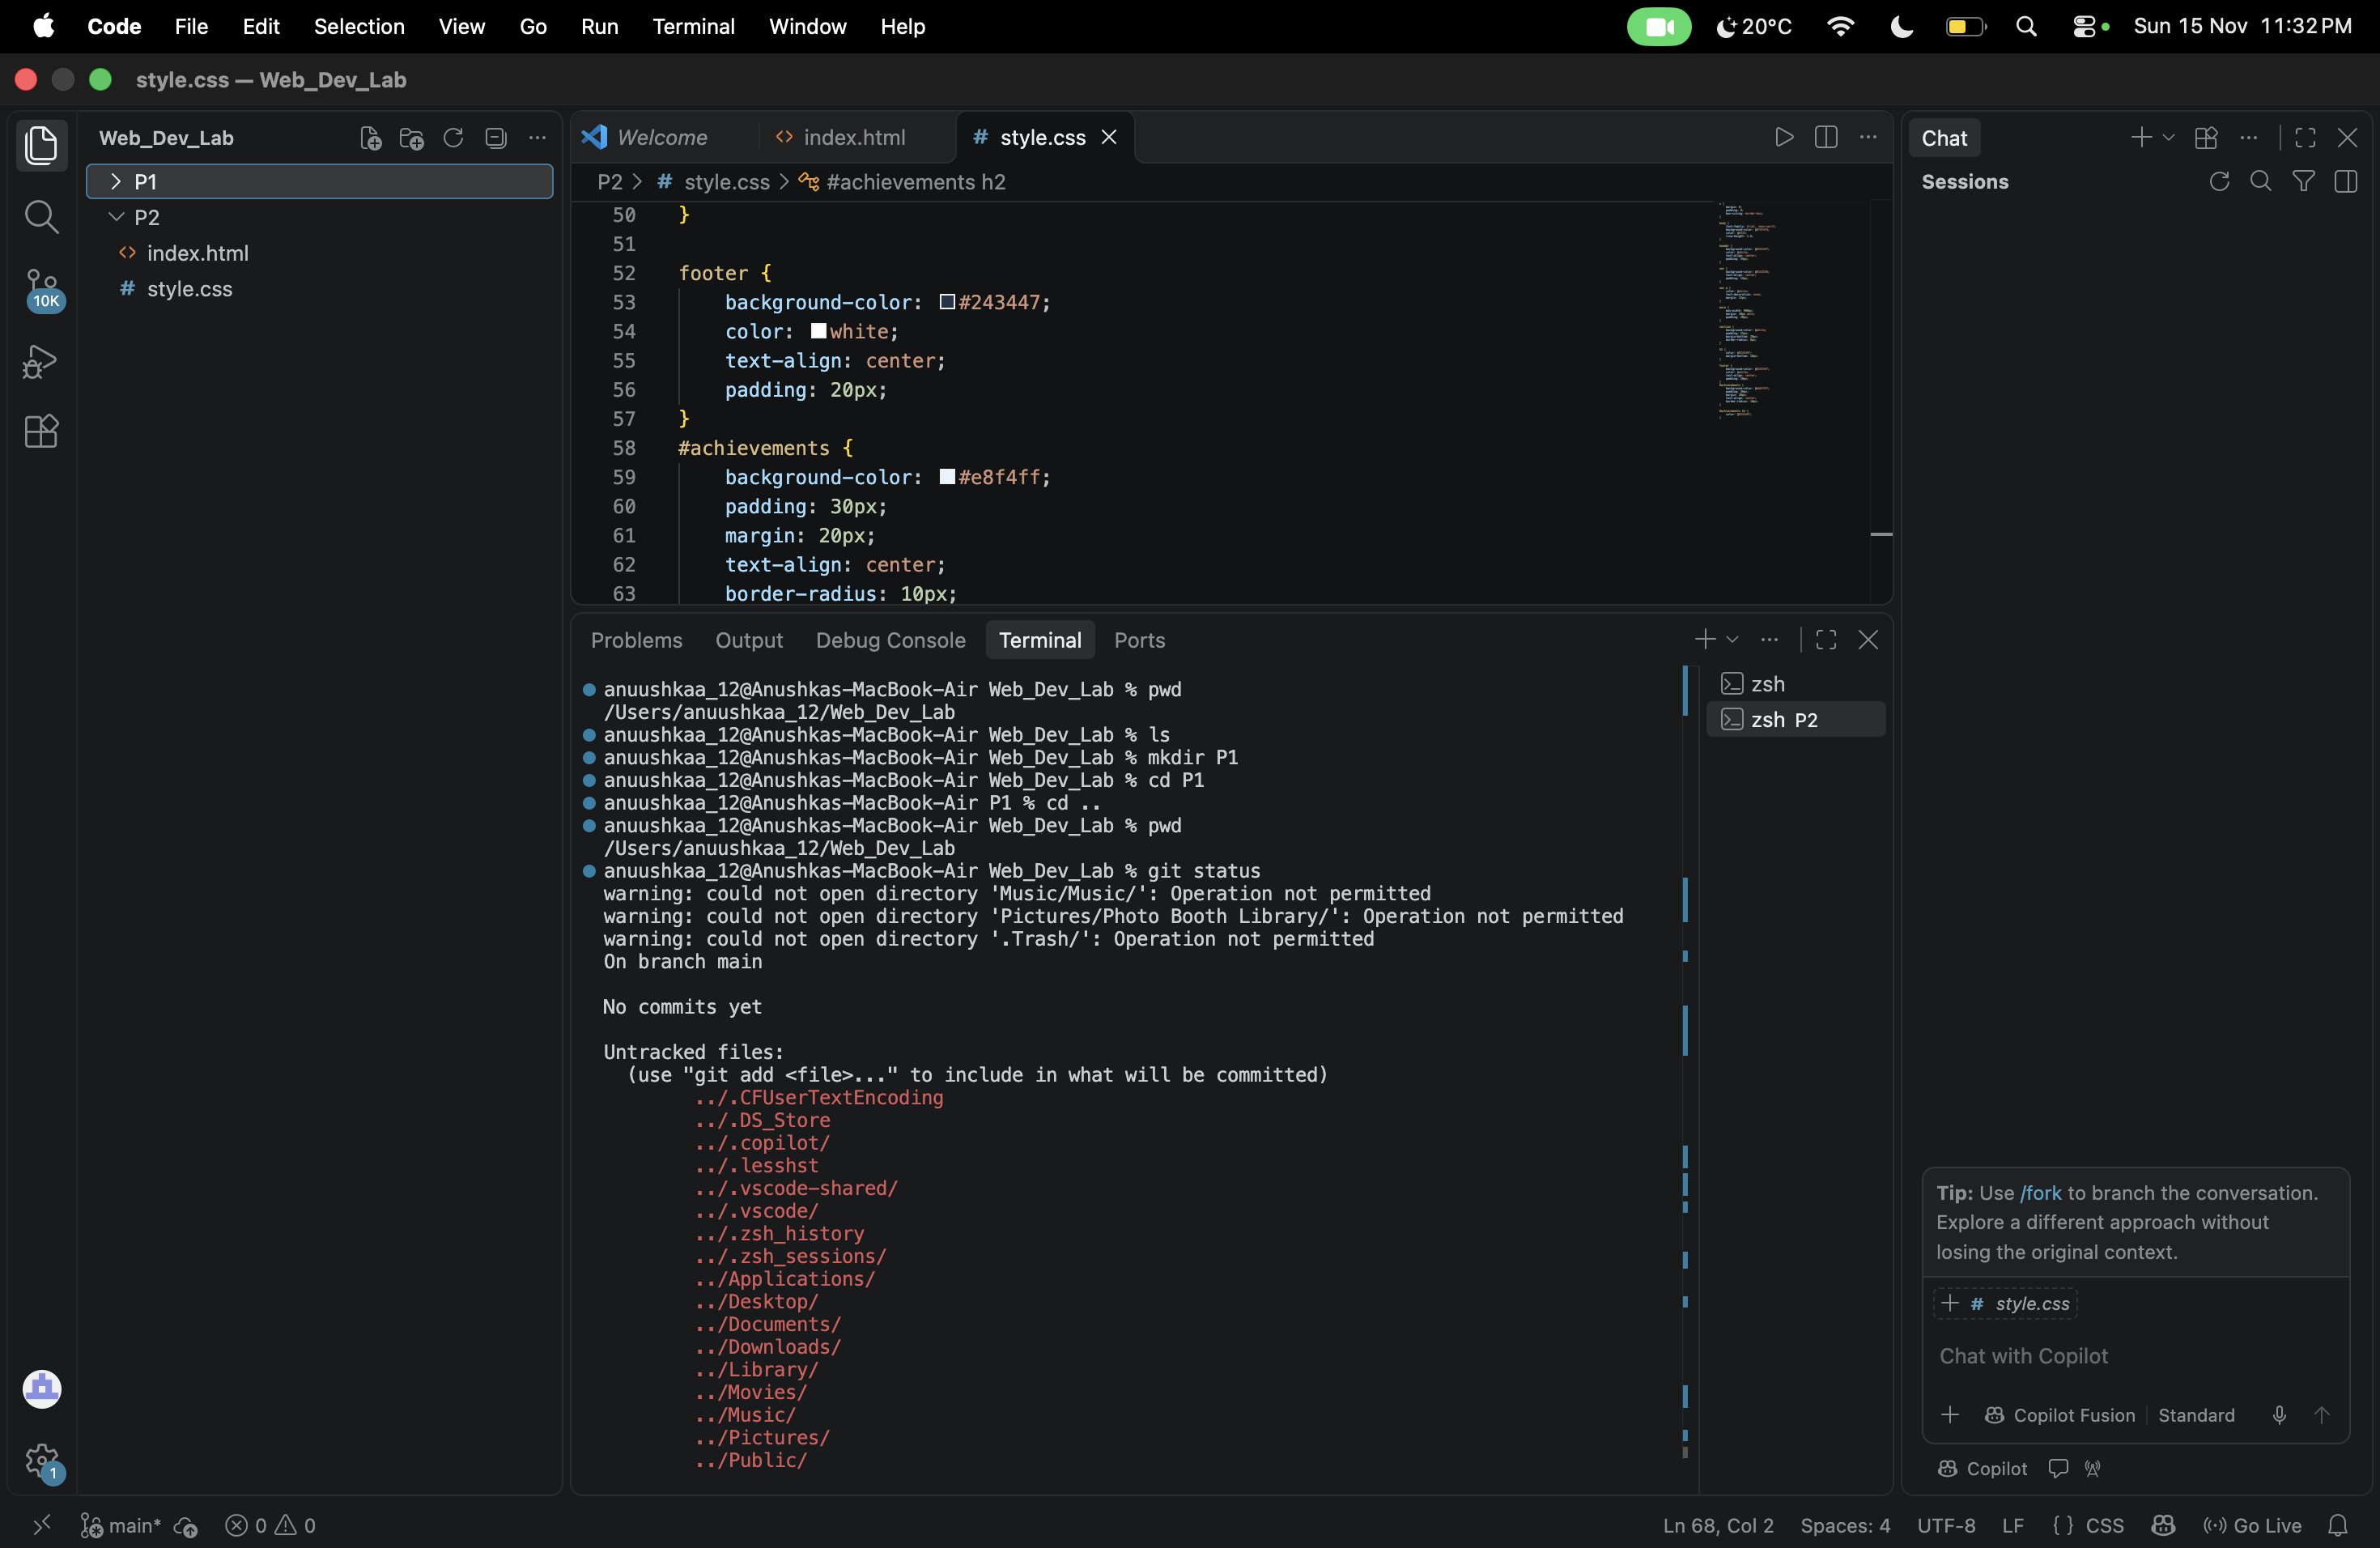 Code File Edit Selection View Go Run Terminal Window Help 20°C Sun 15 Nov 11:32 PM
style.css — Web_Dev_Lab
Web_Dev_Lab
P1
P2
index.html
# style.css
10K
1
Welcome
index.html
# style.css
P2 > # style.css > #achievements h2
50 }
51
52 footer {
53 background-color: #243447;
54 color: white;
55 text-align: center;
56 padding: 20px;
57 }
58 #achievements {
59 background-color: #e8f4ff;
60 padding: 30px;
61 margin: 20px;
62 text-align: center;
63 border-radius: 10px;
Problems Output Debug Console Terminal Ports
anuushkaa_12@Anushkas-MacBook-Air Web_Dev_Lab % pwd
/Users/anuushkaa_12/Web_Dev_Lab
anuushkaa_12@Anushkas-MacBook-Air Web_Dev_Lab % ls
anuushkaa_12@Anushkas-MacBook-Air Web_Dev_Lab % mkdir P1
anuushkaa_12@Anushkas-MacBook-Air Web_Dev_Lab % cd P1
anuushkaa_12@Anushkas-MacBook-Air P1 % cd ..
anuushkaa_12@Anushkas-MacBook-Air Web_Dev_Lab % pwd
/Users/anuushkaa_12/Web_Dev_Lab
anuushkaa_12@Anushkas-MacBook-Air Web_Dev_Lab % git status
warning: could not open directory 'Music/Music/': Operation not permitted
warning: could not open directory 'Pictures/Photo Booth Library/': Operation not permitted
warning: could not open directory '.Trash/': Operation not permitted
On branch main
No commits yet
Untracked files:
(use "git add <file>..." to include in what will be committed)
../.CFUserTextEncoding
../.DS_Store
../.copilot/
../.lesshst
../.vscode-shared/
../.vscode/
../.zsh_history
../.zsh_sessions/
../Applications/
../Desktop/
../Documents/
../Downloads/
../Library/
../Movies/
../Music/
../Pictures/
../Public/
zsh
zsh P2
Chat
Sessions
Tip: Use /fork to branch the conversation.
Explore a different approach without
losing the original context.
# style.css
Chat with Copilot
Copilot Fusion Standard
Copilot
main* 0 0
Ln 68, Col 2 Spaces: 4 UTF-8 LF { } CSS Go Live